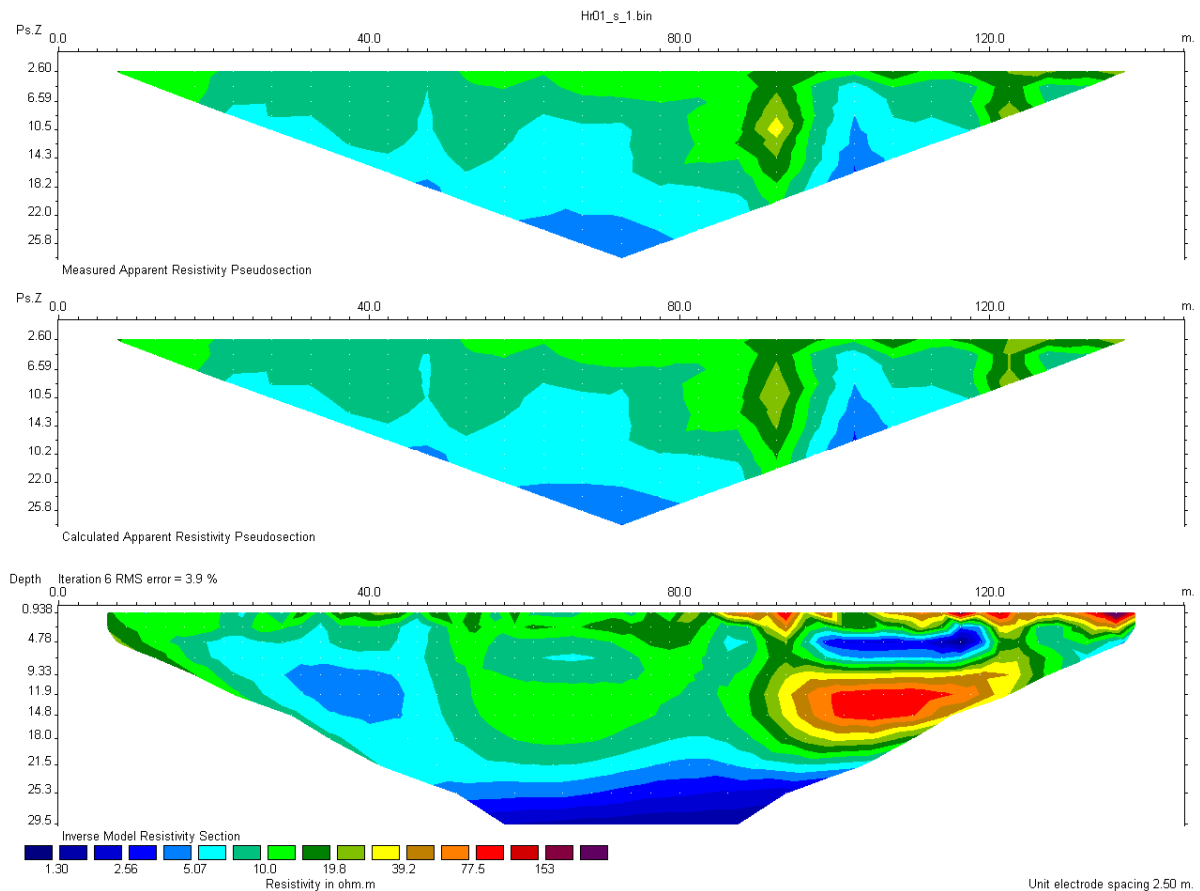 Hr01_s_1.bin
Ps.Z 0.0 40.0 80.0 120.0 m.
2.60
6.59
10.5
14.3
18.2
22.0
25.8
Measured Apparent Resistivity Pseudosection
Ps.Z 0.0 40.0 80.0 120.0 m.
2.60
6.59
10.5
14.3
10.2
22.0
25.8
Calculated Apparent Resistivity Pseudosection
Depth Iteration 6 RMS error = 3.9 %
0.0 40.0 80.0 120.0 m.
0.938
4.78
9.33
11.9
14.8
18.0
21.5
25.3
29.5
Inverse Model Resistivity Section
1.30 2.56 5.07 10.0 19.8 39.2 77.5 153
Resistivity in ohm.m Unit electrode spacing 2.50 m.